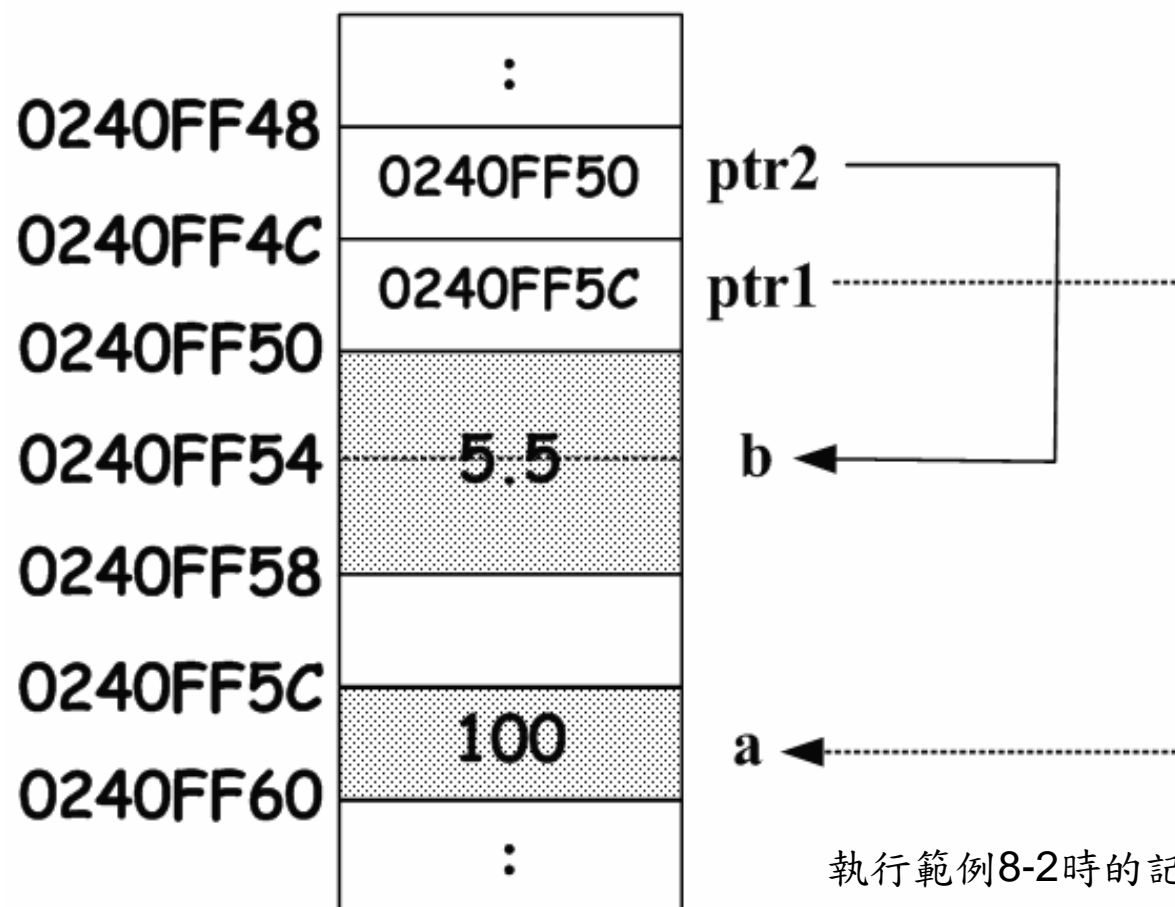 :
0240FF48
0240FF50 ptr2
0240FF4C
0240FF5C ptr1
0240FF50
0240FF54 5.5 b
0240FF58
0240FF5C
100 a
0240FF60
:
執行範例8-2時的記